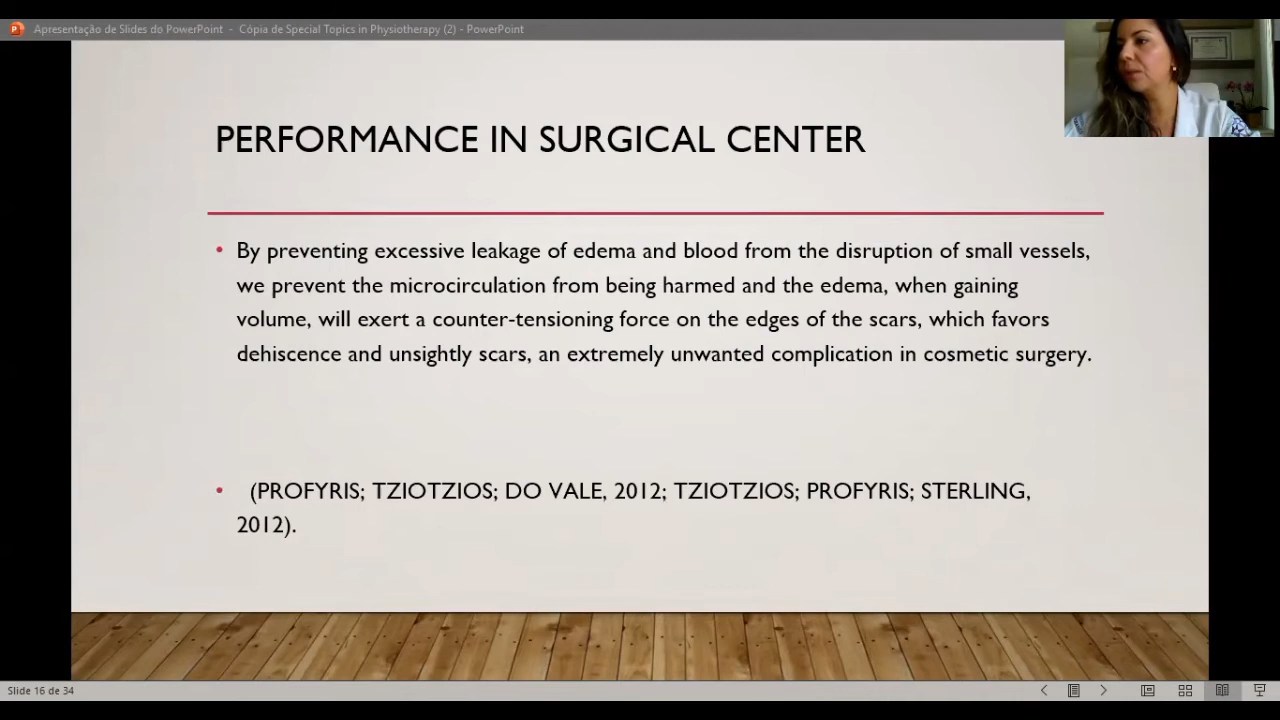 Apresentação de Slides do PowerPoint - Cópia de Special Topics in Physiotherapy (2) - PowerPoint
PERFORMANCE IN SURGICAL CENTER
• By preventing excessive leakage of edema and blood from the disruption of small vessels,
we prevent the microcirculation from being harmed and the edema, when gaining
volume, will exert a counter-tensioning force on the edges of the scars, which favors
dehiscence and unsightly scars, an extremely unwanted complication in cosmetic surgery.
• (PROFYRIS; TZIOTZIOS; DO VALE, 2012; TZIOTZIOS; PROFYRIS; STERLING,
2012).
Slide 16 de 34